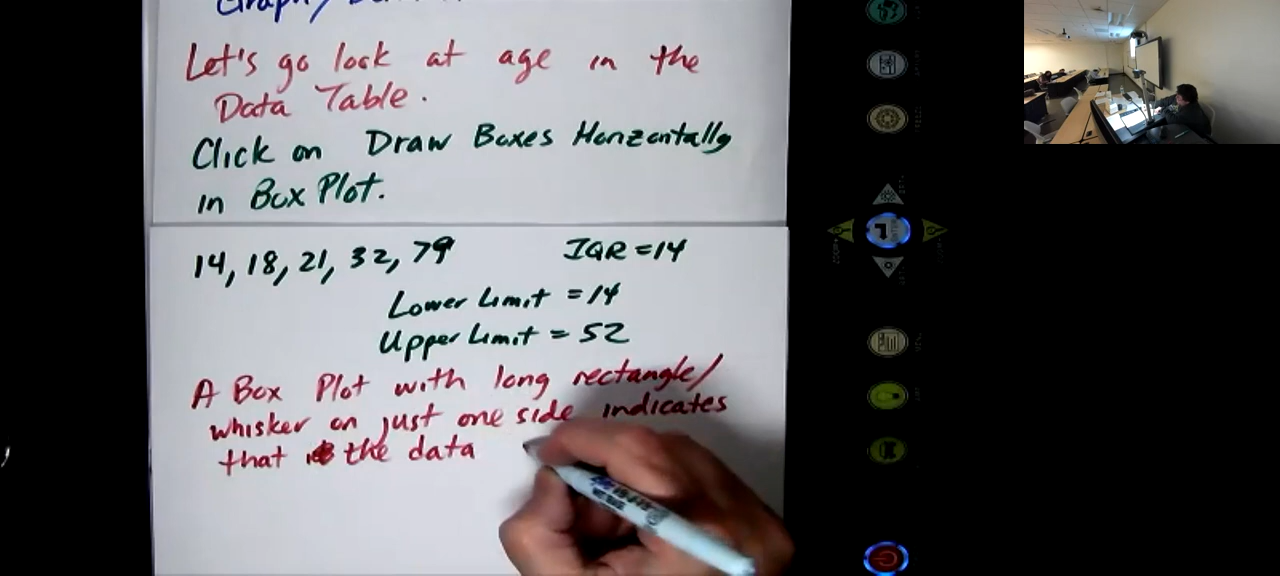 Graph/
Let's go look at age in the
Data Table.
Click on Draw Boxes Horizontally
in Box Plot.
14, 18, 21, 32, 79 IQR = 14
Lower Limit = 14
Upper Limit = 52
A Box Plot with long rectangle/
whisker on just one side indicates
that the data